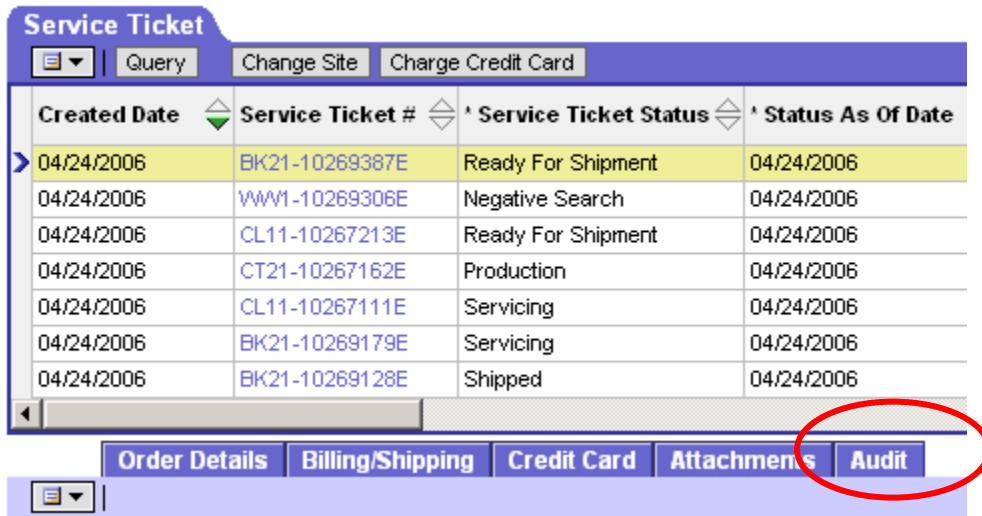 Service Ticket
Query Change Site Charge Credit Card
Created Date Service Ticket # * Service Ticket Status * Status As Of Date
04/24/2006 BK21-10269387E Ready For Shipment 04/24/2006
04/24/2006 WW1-10269306E Negative Search 04/24/2006
04/24/2006 CL11-10267213E Ready For Shipment 04/24/2006
04/24/2006 CT21-10267162E Production 04/24/2006
04/24/2006 CL11-10267111E Servicing 04/24/2006
04/24/2006 BK21-10269179E Servicing 04/24/2006
04/24/2006 BK21-10269128E Shipped 04/24/2006
Order Details Billing/Shipping Credit Card Attachments Audit